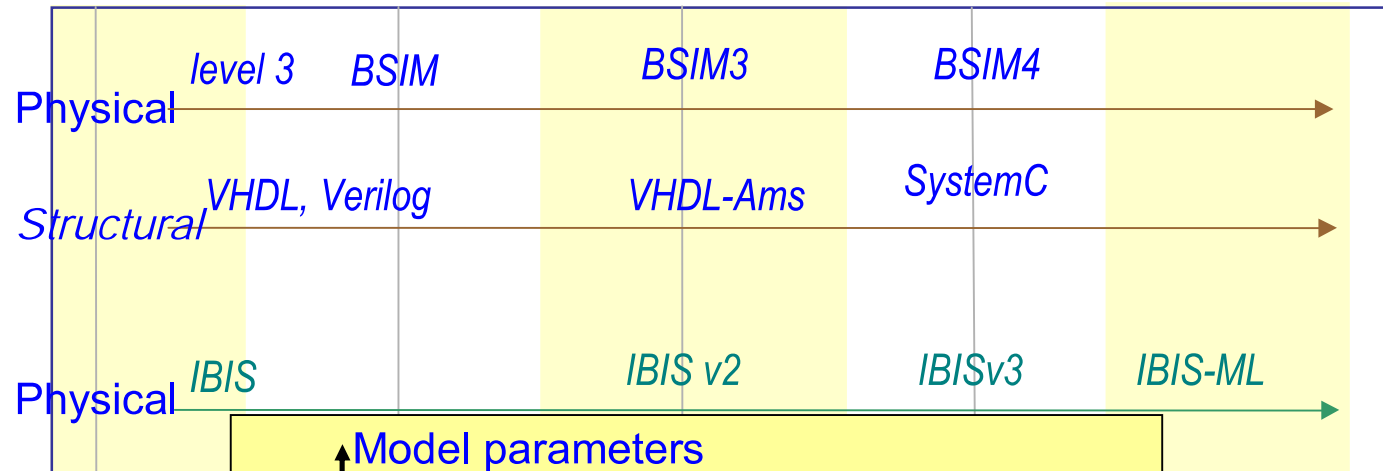 level 3 BSIM BSIM3 BSIM4
Physical
VHDL, Verilog VHDL-Ams SystemC
Structural
IBIS IBIS v2 IBISv3 IBIS-ML
Physical
Model parameters